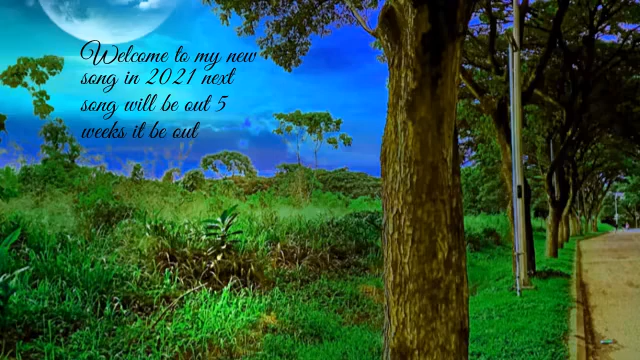 Welcome to my new
song in 2021 next
song will be out 5
weeks it be out